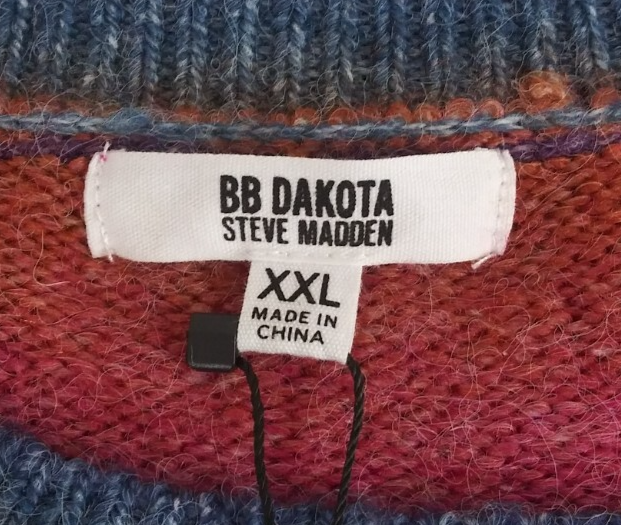 BB DAKOTA
STEVE MADDEN
XXL
MADE IN
CHINA